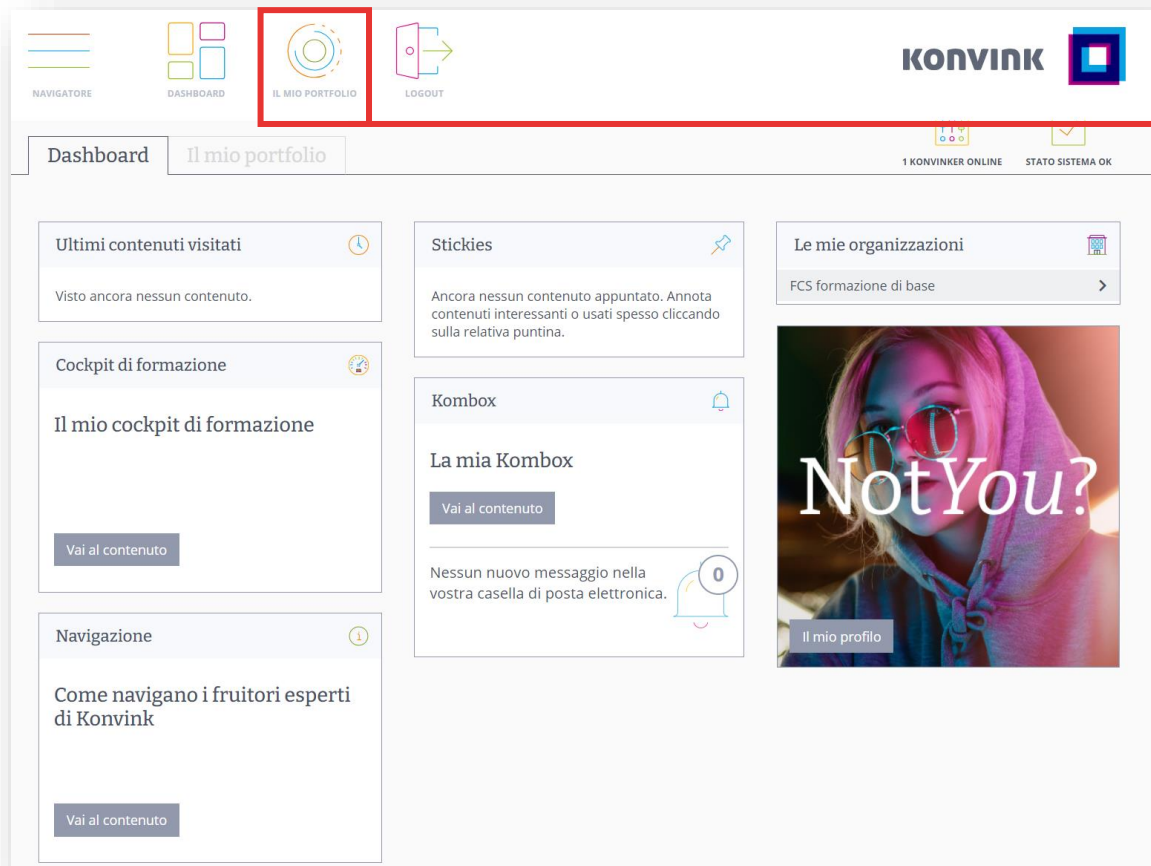 NAVIGATORE
DASHBOARD
IL MIO PORTFOLIO
LOGOUT
KONVINK
Dashboard
Il mio portfolio
1 KONVINKER ONLINE
STATO SISTEMA OK
Ultimi contenuti visitati
Visto ancora nessun contenuto.
Cockpit di formazione
Il mio cockpit di formazione
Vai al contenuto
Navigazione
Come navigano i fruitori esperti
di Konvink
Vai al contenuto
Stickies
Ancora nessun contenuto appuntato. Annota
contenuti interessanti o usati spesso cliccando
sulla relativa puntina.
Kombox
La mia Kombox
Vai al contenuto
Nessun nuovo messaggio nella
vostra casella di posta elettronica.
0
Le mie organizzazioni
FCS formazione di base
NotYou?
Il mio profilo